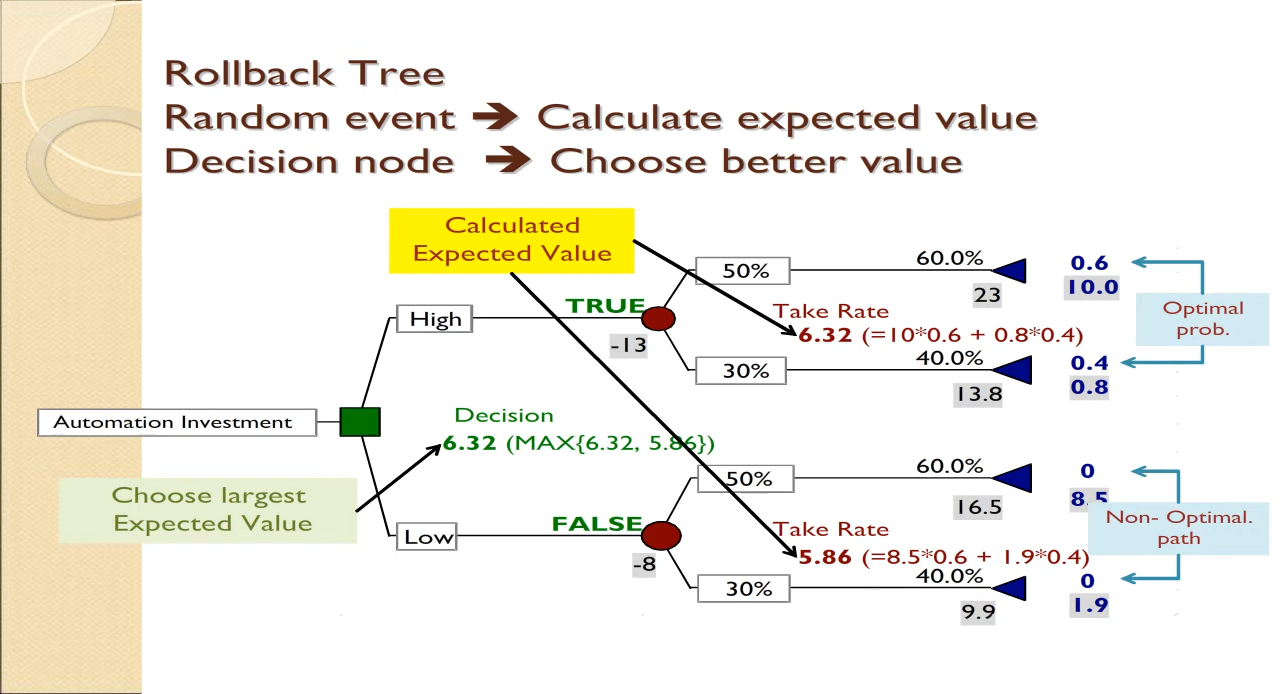 Rollback Tree
Random event ➔ Calculate expected value
Decision node ➔ Choose better value
Calculated
Expected Value
50%
60.0%
23
0.6
10.0
Optimal
prob.
High
TRUE
-13
Take Rate
6.32 (=10*0.6 + 0.8*0.4)
30%
40.0%
13.8
0.4
0.8
Automation Investment
Decision
6.32 (MAX{6.32, 5.86})
Choose largest
Expected Value
50%
60.0%
16.5
0
8.5
Non- Optimal.
path
Low
FALSE
-8
Take Rate
5.86 (=8.5*0.6 + 1.9*0.4)
30%
40.0%
9.9
0
1.9